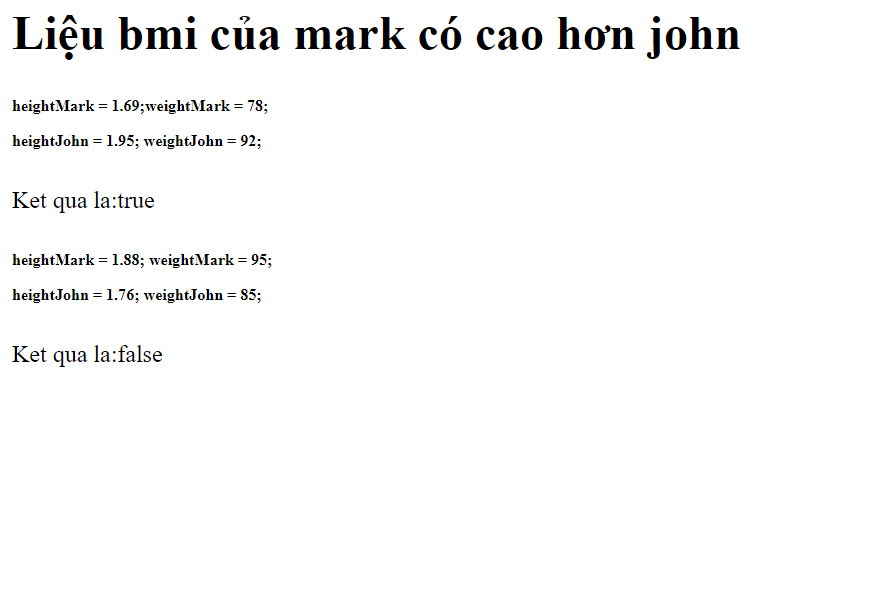 Liệu bmi của mark có cao hơn john
heightMark = 1.69;weightMark = 78;
heightJohn = 1.95; weightJohn = 92;
Ket qua la:true
heightMark = 1.88; weightMark = 95;
heightJohn = 1.76; weightJohn = 85;
Ket qua la:false